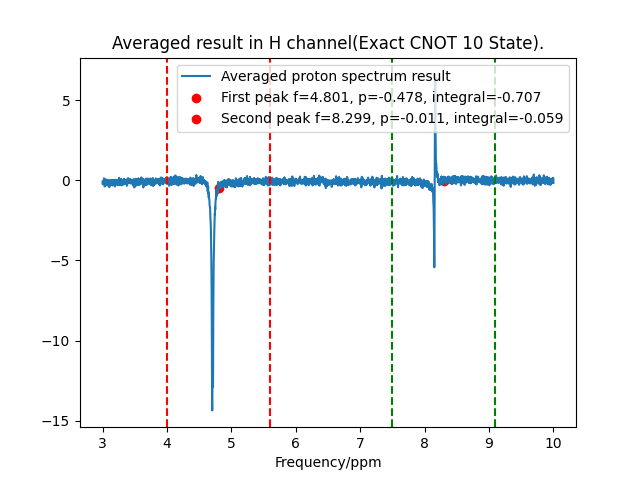 Averaged result in H channel(Exact CNOT 10 State).
Averaged proton spectrum result
First peak f=4.801, p=-0.478, integral=-0.707
Second peak f=8.299, p=-0.011, integral=-0.059
5
0
−5
−10
−15
3 4 5 6 7 8 9 10
Frequency/ppm